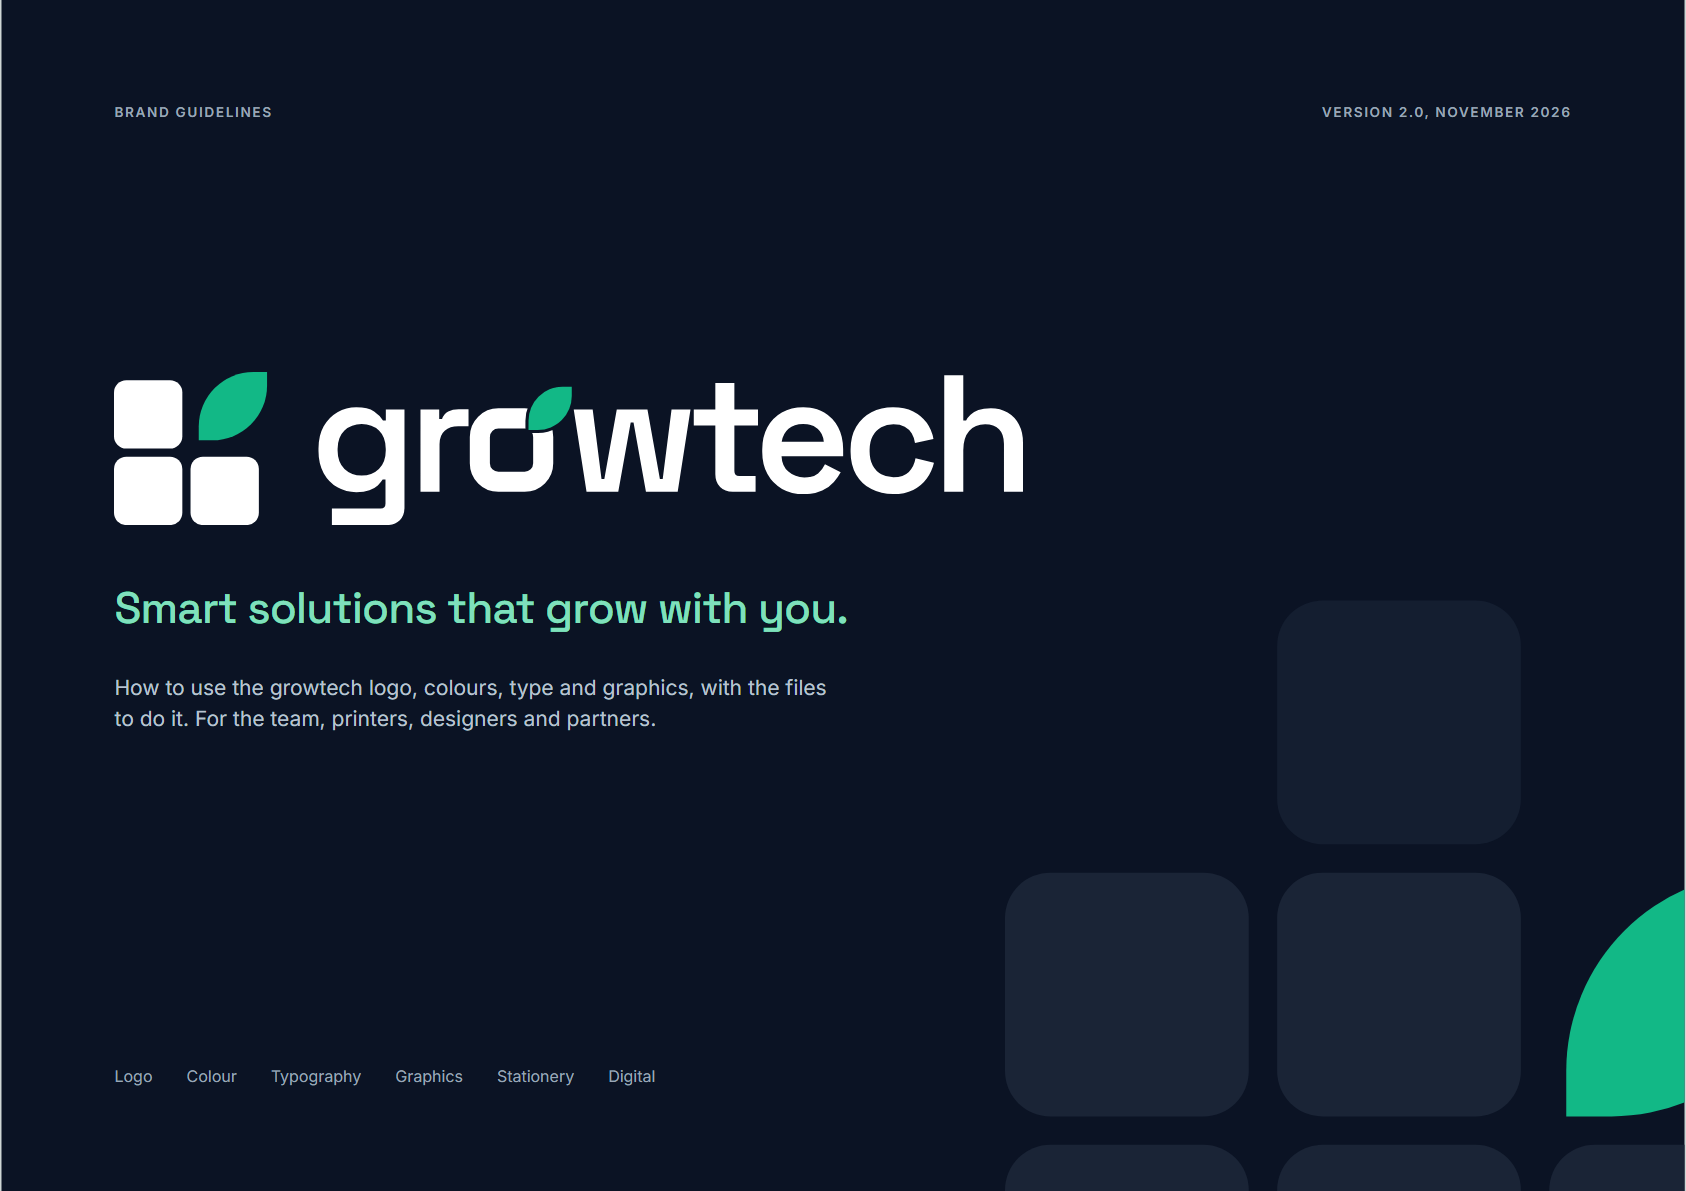 BRAND GUIDELINES
VERSION 2.0, NOVEMBER 2026
growtech
Smart solutions that grow with you.
How to use the growtech logo, colours, type and graphics, with the files
to do it. For the team, printers, designers and partners.
Logo Colour Typography Graphics Stationery Digital